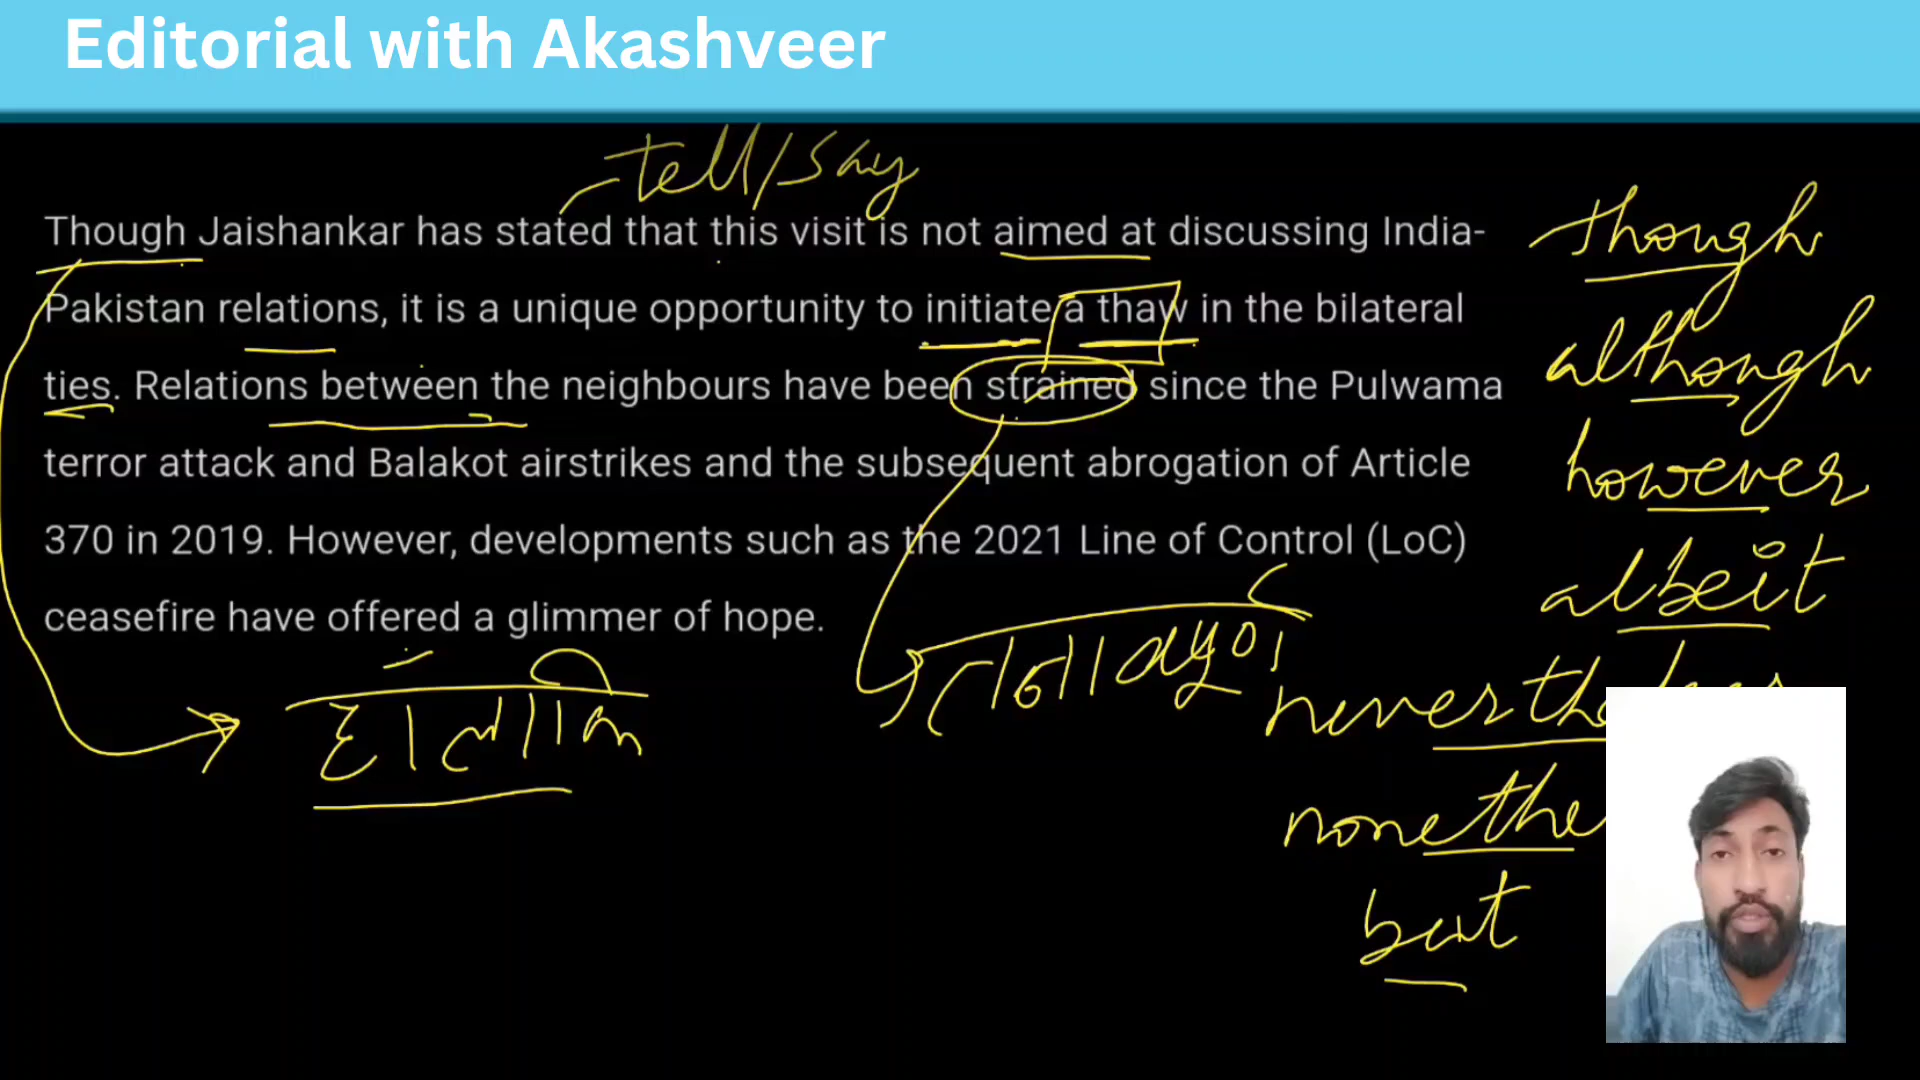 Editorial with Akashveer
tell/say
Though Jaishankar has stated that this visit is not aimed at discussing India-
Pakistan relations, it is a unique opportunity to initiate a thaw in the bilateral
ties. Relations between the neighbours have been strained since the Pulwama
terror attack and Balakot airstrikes and the subsequent abrogation of Article
370 in 2019. However, developments such as the 2021 Line of Control (LoC)
ceasefire have offered a glimmer of hope.
though
although
however
albeit
तनावपूर्ण
हालाँकि
but